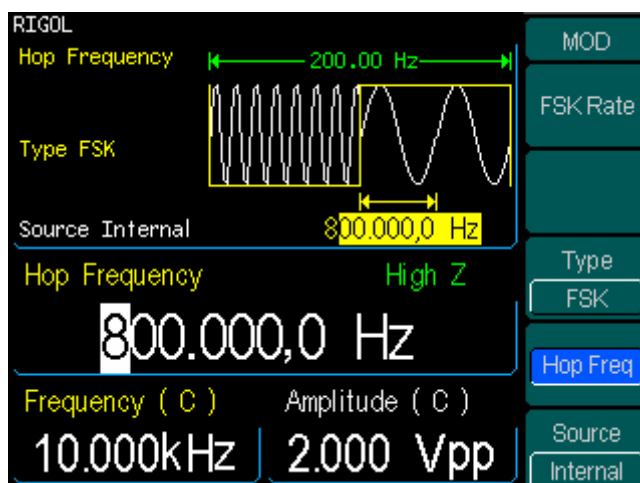 RIGOL
Hop Frequency
200.00 Hz
Type FSK
Source Internal
800.000,0 Hz
Hop Frequency
High Z
800.000,0 Hz
Frequency ( C )
Amplitude ( C )
10.000kHz
2.000 Vpp
MOD
FSK Rate
Type
FSK
Hop Freq
Source
Internal